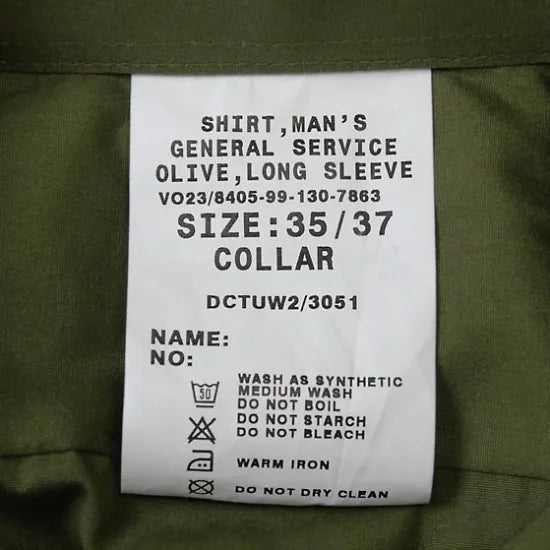 SHIRT,MAN'S
GENERAL SERVICE
OLIVE,LONG SLEEVE
VO23/8405-99-130-7863
SIZE:35/37
COLLAR
DCTUW2/3051
NAME:
NO:
50
WASH AS SYNTHETIC
MEDIUM WASH
DO NOT BOIL
DO NOT STARCH
DO NOT BLEACH
WARM IRON
DO NOT DRY CLEAN